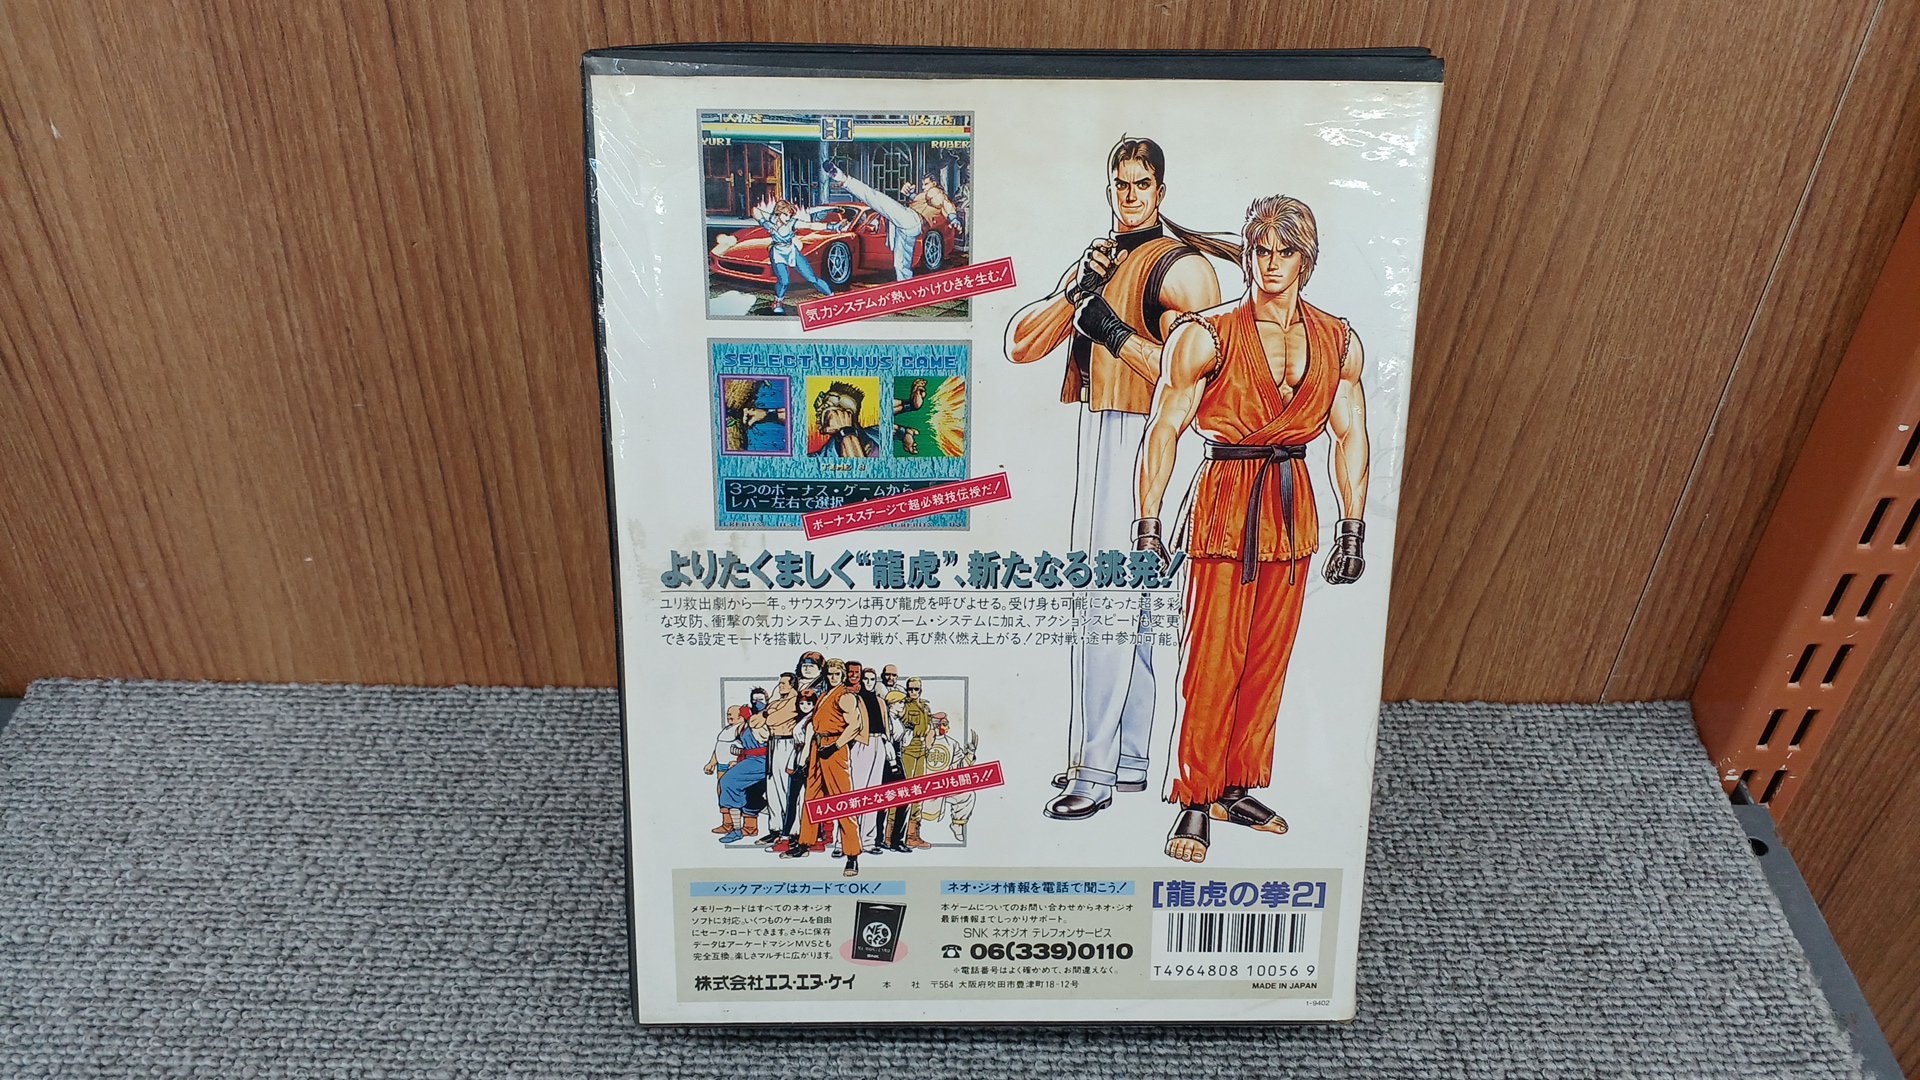 YURI
ROBER
気力システムが熱いかけひきを生む!
SELECT BONUS GAME
3つのボーナス・ゲームから
レバー左右で選択
ボーナスステージで超必殺技伝授だ!
よりたくましく“龍虎”、新たなる挑発!
ユリ救出劇から一年。サウスタウンは再び龍虎を呼びよせる。受け身も可能になった超多彩
な攻防、衝撃の気力システム、迫力のズーム・システムに加え、アクションスピードも変更
できる設定モードを搭載し、リアル対戦が、再び熱く燃え上がる!2P対戦・途中参加可能。
4人の新たな参戦者!ユリも闘う!!
バックアップはカードでOK!
メモリーカードはすべてのネオ・ジオ
ソフトに対応。いくつものゲームを自由
にセーブ・ロードできます。さらに保存
データはアーケードマシンMVSとも
完全互換。楽しさマルチに広がります。
NEO
GEO
SNK
ネオ・ジオ情報を電話で聞こう!
本ゲームについてのお問い合わせからネオ・ジオ
最新情報までしっかりサポート。
SNK ネオジオ テレフォンサービス
☎ 06(339)0110
※電話番号はよく確かめて、お間違えなく。
[龍虎の拳2]
T4964808 10056 9
MADE IN JAPAN
株式会社エス・エヌ・ケイ 本 社 〒564 大阪府吹田市豊津町18-12号
1-9402